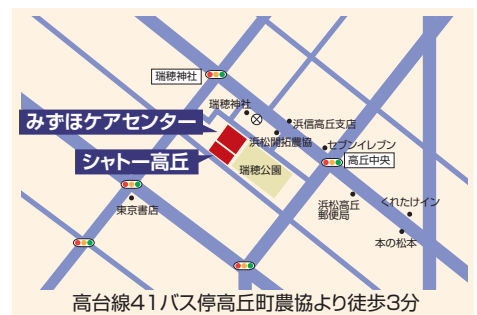 瑞穂神社
瑞穂神社
みずほケアセンター
浜信高丘支店
浜松開拓農協
セブンイレブン
シャトー高丘
高丘中央
瑞穂公園
東京書店
浜松高丘
郵便局
くれたけイン
本の松本
高台線41バス停高丘町農協より徒歩3分